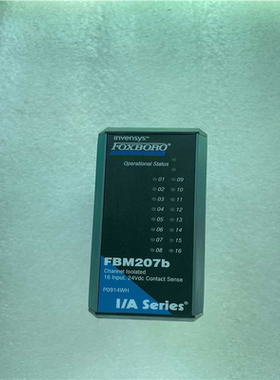 invensys™
FOXBORO®
Operational Status
01 09
02 10
03 11
04 12
05 13
06 14
07 15
08 16
FBM207b
Channel Isolated
16 Input, 24Vdc Contact Sense
P0914WH
I/A Series®